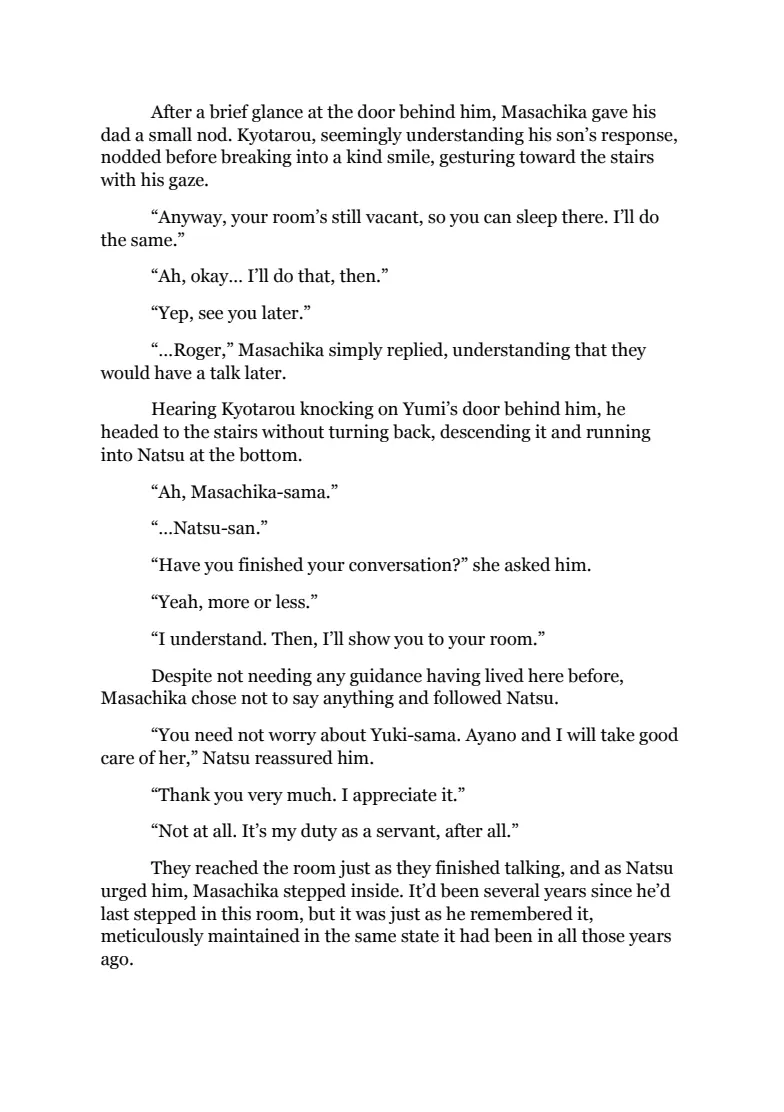 After a brief glance at the door behind him, Masachika gave his
dad a small nod. Kyotarou, seemingly understanding his son’s response,
nodded before breaking into a kind smile, gesturing toward the stairs
with his gaze.
“Anyway, your room’s still vacant, so you can sleep there. I’ll do
the same.”
“Ah, okay… I’ll do that, then.”
“Yep, see you later.”
“…Roger,” Masachika simply replied, understanding that they
would have a talk later.
Hearing Kyotarou knocking on Yumi’s door behind him, he
headed to the stairs without turning back, descending it and running
into Natsu at the bottom.
“Ah, Masachika-sama.”
“…Natsu-san.”
“Have you finished your conversation?” she asked him.
“Yeah, more or less.”
“I understand. Then, I’ll show you to your room.”
Despite not needing any guidance having lived here before,
Masachika chose not to say anything and followed Natsu.
“You need not worry about Yuki-sama. Ayano and I will take good
care of her,” Natsu reassured him.
“Thank you very much. I appreciate it.”
“Not at all. It’s my duty as a servant, after all.”
They reached the room just as they finished talking, and as Natsu
urged him, Masachika stepped inside. It’d been several years since he’d
last stepped in this room, but it was just as he remembered it,
meticulously maintained in the same state it had been in all those years
ago.